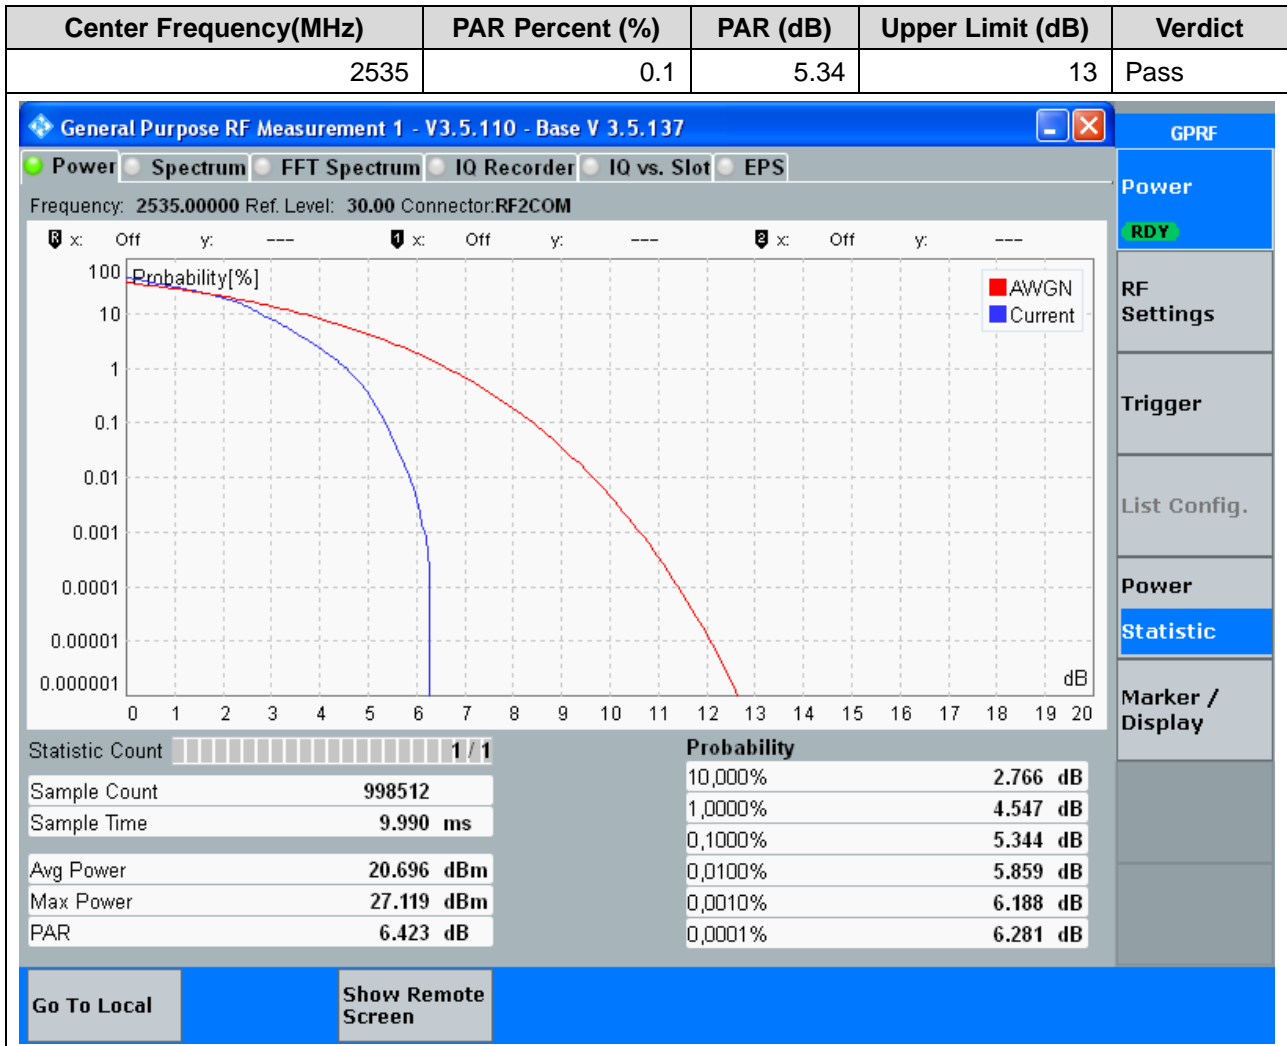 Center Frequency(MHz) PAR Percent (%) PAR (dB) Upper Limit (dB) Verdict
2535 0.1 5.34 13 Pass
General Purpose RF Measurement 1 - V3.5.110 - Base V 3.5.137
GPRF
Power Spectrum FFT Spectrum IQ Recorder IQ vs. Slot EPS
Frequency: 2535.00000 Ref. Level: 30.00 Connector:RF2COM
Power
RDY
R x: Off y: --- 1 x: Off y: --- 2 x: Off y: ---
RF
Settings
Trigger
List Config.
Power
Statistic
Marker /
Display
Probability[%]
AWGN
Current
100
10
1
0.1
0.01
0.001
0.0001
0.00001
0.000001
dB
0 1 2 3 4 5 6 7 8 9 10 11 12 13 14 15 16 17 18 19 20
Statistic Count 1 / 1
Sample Count 998512
Sample Time 9.990 ms
Avg Power 20.696 dBm
Max Power 27.119 dBm
PAR 6.423 dB
Probability
10,000% 2.766 dB
1,0000% 4.547 dB
0,1000% 5.344 dB
0,0100% 5.859 dB
0,0010% 6.188 dB
0,0001% 6.281 dB
Go To Local
Show Remote
Screen